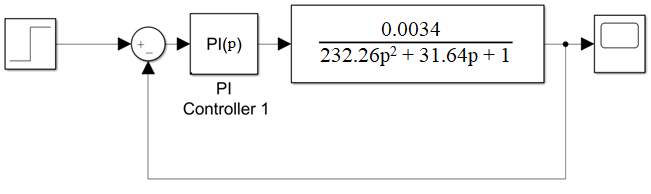 +
−
PI(p)
0.0034
232.26p² + 31.64p + 1
PI
Controller 1